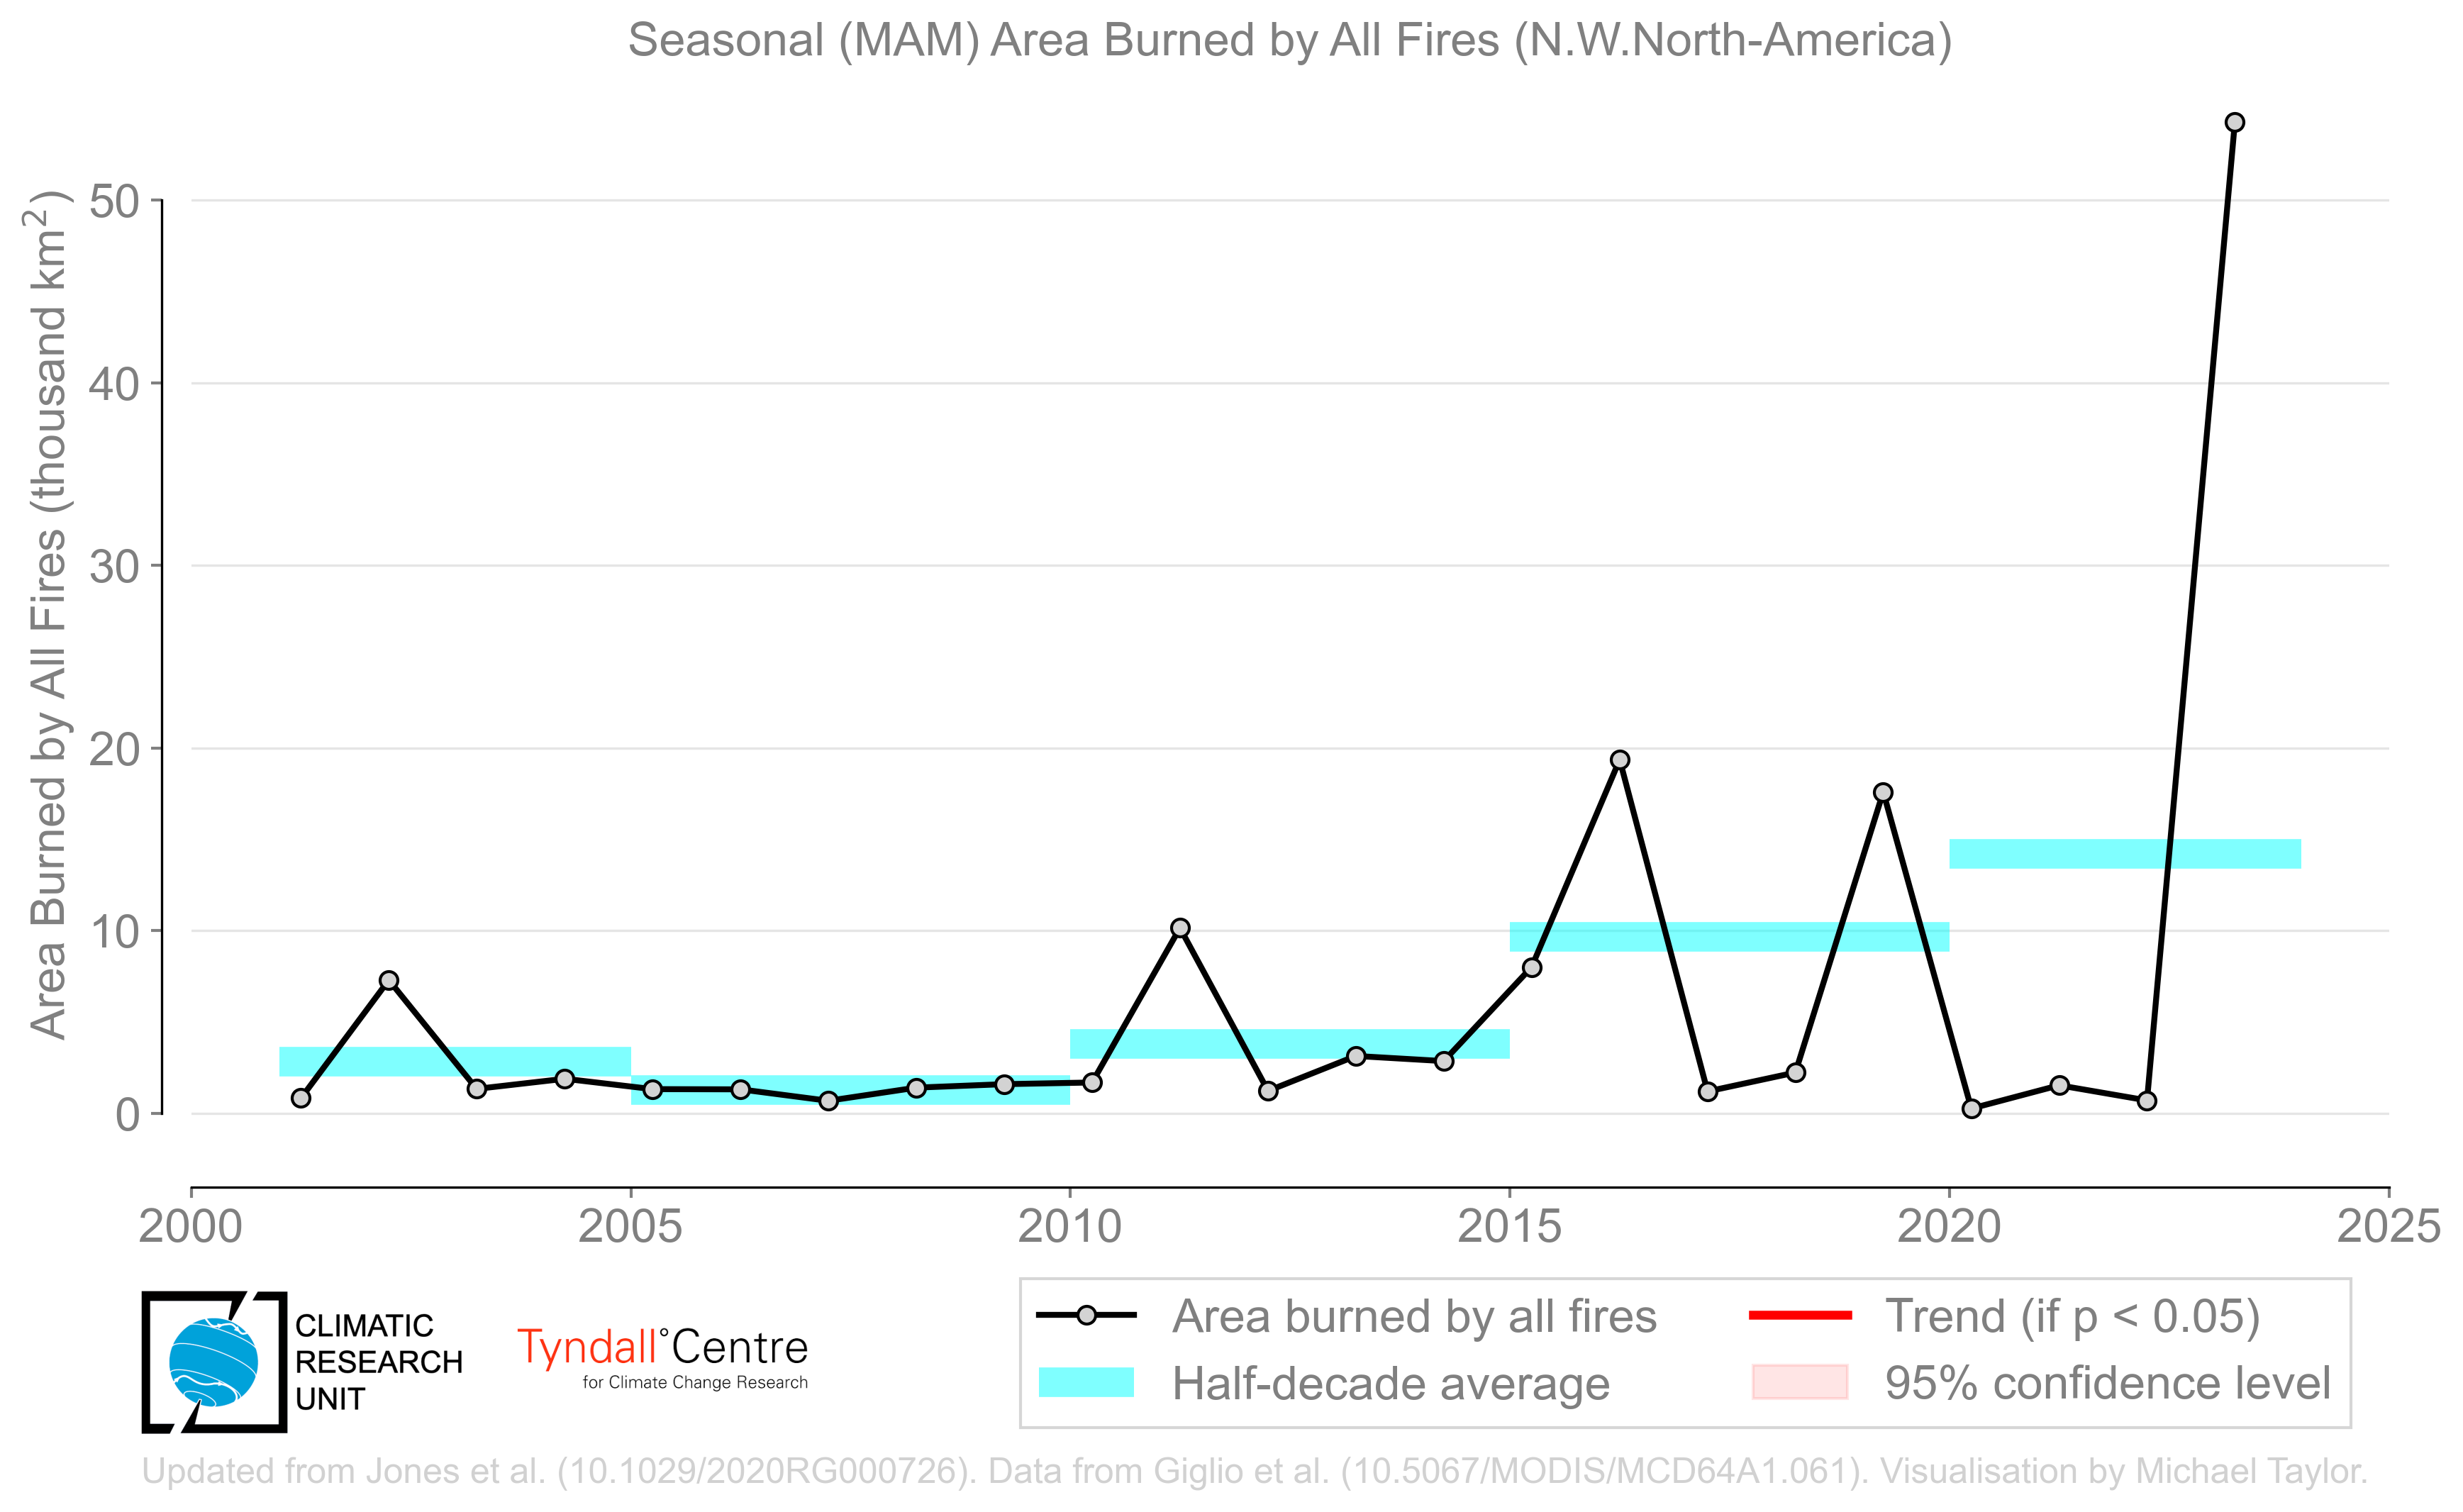 Seasonal (MAM) Area Burned by All Fires (N.W.North-America)
Area Burned by All Fires (thousand km²)
50
40
30
20
10
0
2000 2005 2010 2015 2020 2025
CLIMATIC
RESEARCH
UNIT
Tyndall°Centre
for Climate Change Research
Area burned by all fires
Half-decade average
Trend (if p < 0.05)
95% confidence level
Updated from Jones et al. (10.1029/2020RG000726). Data from Giglio et al. (10.5067/MODIS/MCD64A1.061). Visualisation by Michael Taylor.